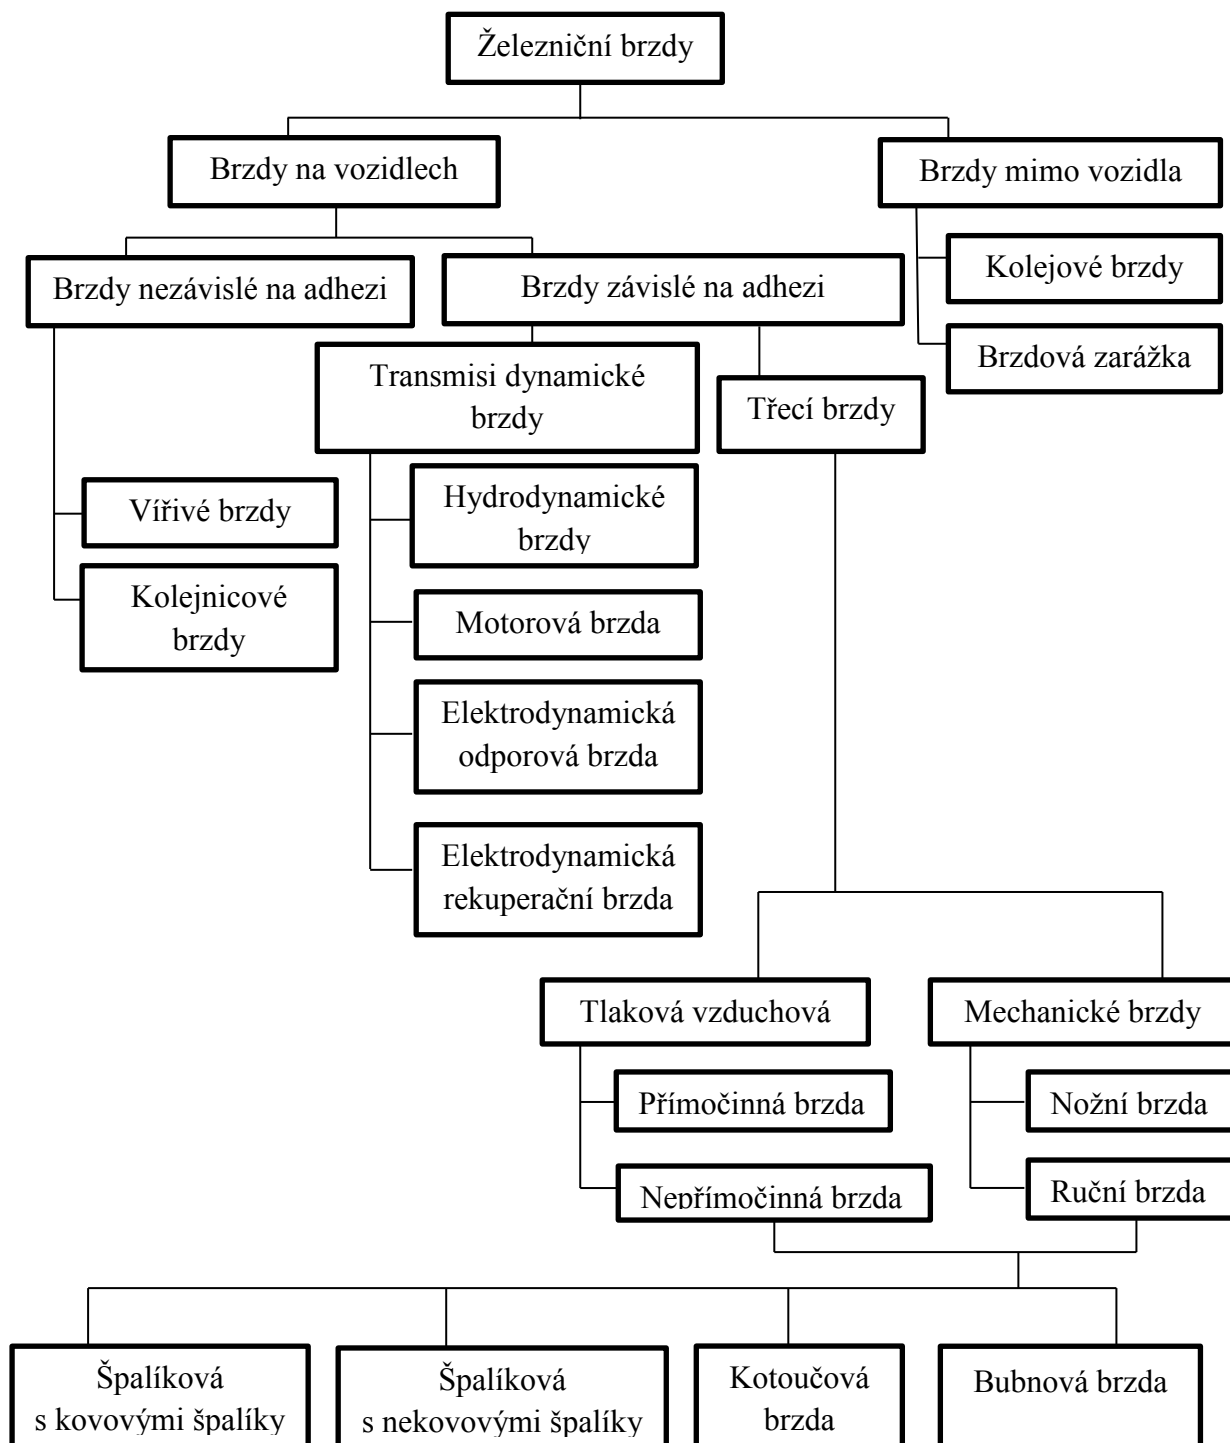 Železniční brzdy
Brzdy na vozidlech
Brzdy mimo vozidla
Brzdy nezávislé na adhezi
Brzdy závislé na adhezi
Kolejové brzdy
Brzdová zarážka
Transmisi dynamické
brzdy
Třecí brzdy
Vířivé brzdy
Kolejnicové
brzdy
Hydrodynamické
brzdy
Motorová brzda
Elektrodynamická
odporová brzda
Elektrodynamická
rekuperační brzda
Tlaková vzduchová
Mechanické brzdy
Přímočinná brzda
Nožní brzda
Nepřímočinná brzda
Ruční brzda
Špalíková
s kovovými špalíky
Špalíková
s nekovovými špalíky
Kotoučová
brzda
Bubnová brzda